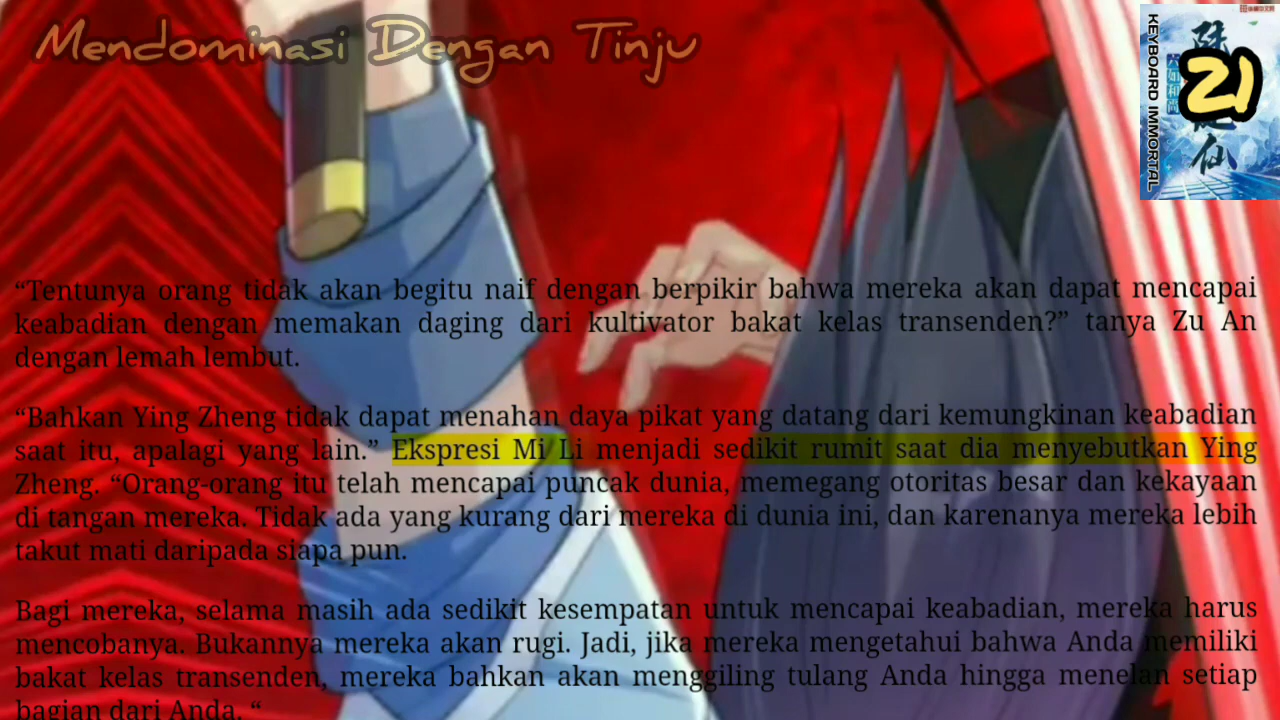 Mendominasi Dengan Tinju
KEYBOARD IMMORTAL
21
仙
“Tentunya orang tidak akan begitu naif dengan berpikir bahwa mereka akan dapat mencapai
keabadian dengan memakan daging dari kultivator bakat kelas transenden?” tanya Zu An
dengan lemah lembut.
“Bahkan Ying Zheng tidak dapat menahan daya pikat yang datang dari kemungkinan keabadian
saat itu, apalagi yang lain.” Ekspresi Mi Li menjadi sedikit rumit saat dia menyebutkan Ying
Zheng. “Orang-orang itu telah mencapai puncak dunia, memegang otoritas besar dan kekayaan
di tangan mereka. Tidak ada yang kurang dari mereka di dunia ini, dan karenanya mereka lebih
takut mati daripada siapa pun.
Bagi mereka, selama masih ada sedikit kesempatan untuk mencapai keabadian, mereka harus
mencobanya. Bukannya mereka akan rugi. Jadi, jika mereka mengetahui bahwa Anda memiliki
bakat kelas transenden, mereka bahkan akan menggiling tulang Anda hingga menelan setiap
bagian dari Anda. “